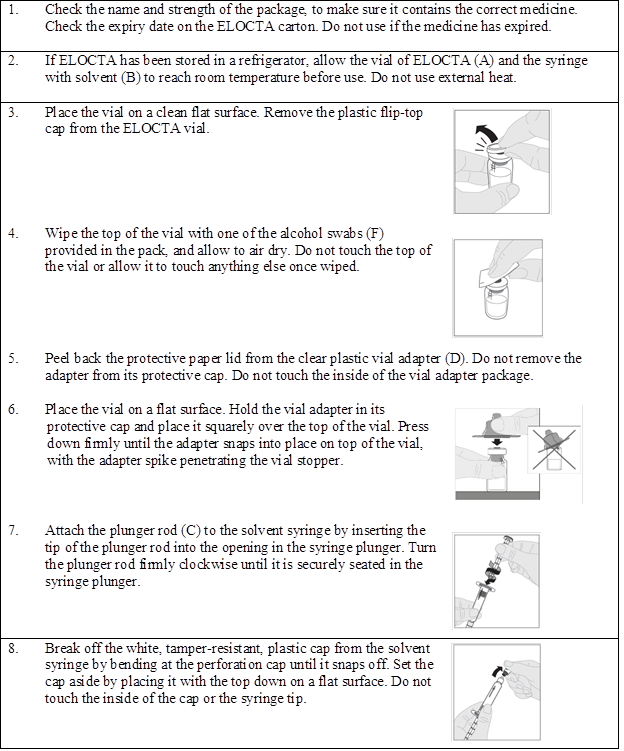 1. Check the name and strength of the package, to make sure it contains the correct medicine.
Check the expiry date on the ELOCTA carton. Do not use if the medicine has expired.
2. If ELOCTA has been stored in a refrigerator, allow the vial of ELOCTA (A) and the syringe
with solvent (B) to reach room temperature before use. Do not use external heat.
3. Place the vial on a clean flat surface. Remove the plastic flip-top
cap from the ELOCTA vial.
4. Wipe the top of the vial with one of the alcohol swabs (F)
provided in the pack, and allow to air dry. Do not touch the top of
the vial or allow it to touch anything else once wiped.
5. Peel back the protective paper lid from the clear plastic vial adapter (D). Do not remove the
adapter from its protective cap. Do not touch the inside of the vial adapter package.
6. Place the vial on a flat surface. Hold the vial adapter in its
protective cap and place it squarely over the top of the vial. Press
down firmly until the adapter snaps into place on top of the vial,
with the adapter spike penetrating the vial stopper.
7. Attach the plunger rod (C) to the solvent syringe by inserting the
tip of the plunger rod into the opening in the syringe plunger. Turn
the plunger rod firmly clockwise until it is securely seated in the
syringe plunger.
8. Break off the white, tamper-resistant, plastic cap from the solvent
syringe by bending at the perforation cap until it snaps off. Set the
cap aside by placing it with the top down on a flat surface. Do not
touch the inside of the cap or the syringe tip.